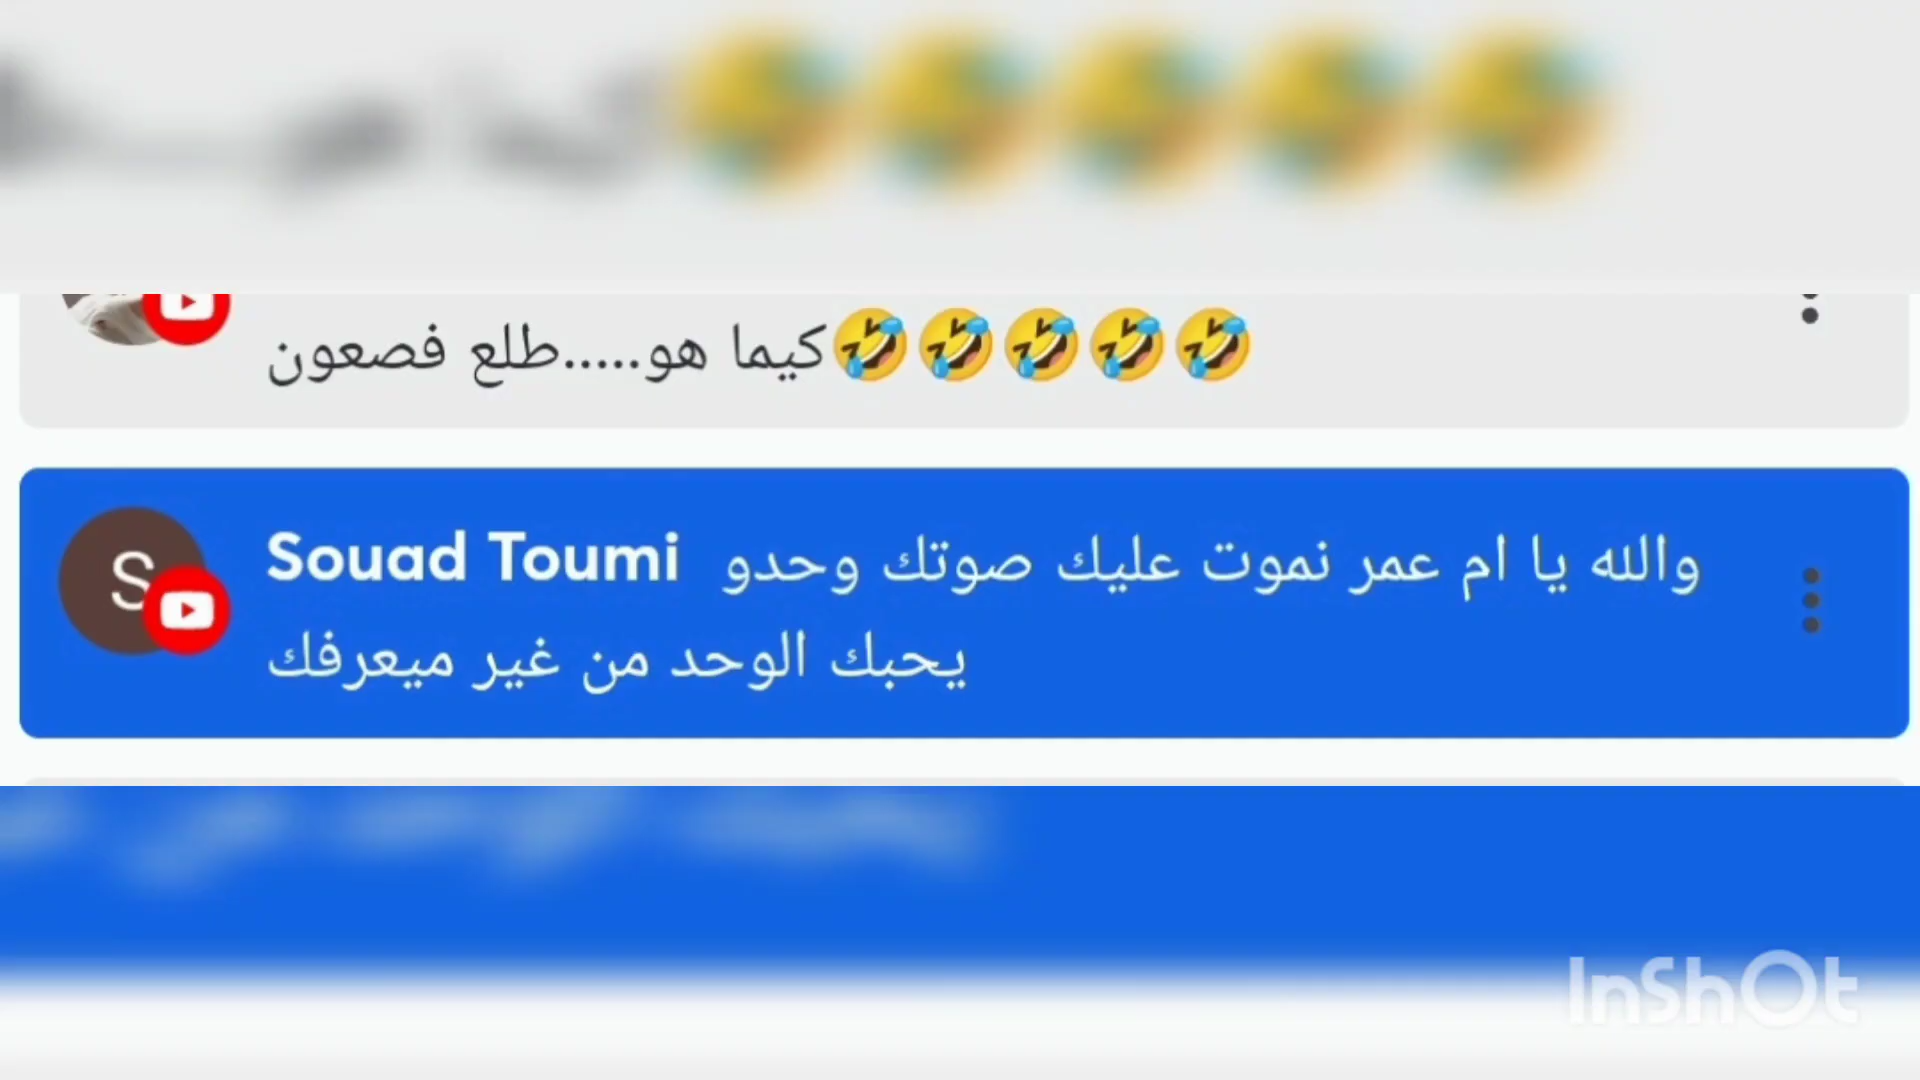 🤣🤣🤣🤣🤣كيما هو.....طلع فصعون
S
Souad Toumi والله يا ام عمر نموت عليك صوتك وحدو
يحبك الوحد من غير ميعرفك
InShOt